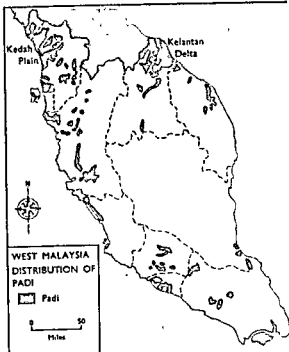 Kedah
Plain
Kelantan
Delta
N
WEST MALAYSIA
DISTRIBUTION OF
PADI
Padi
0 50
Miles